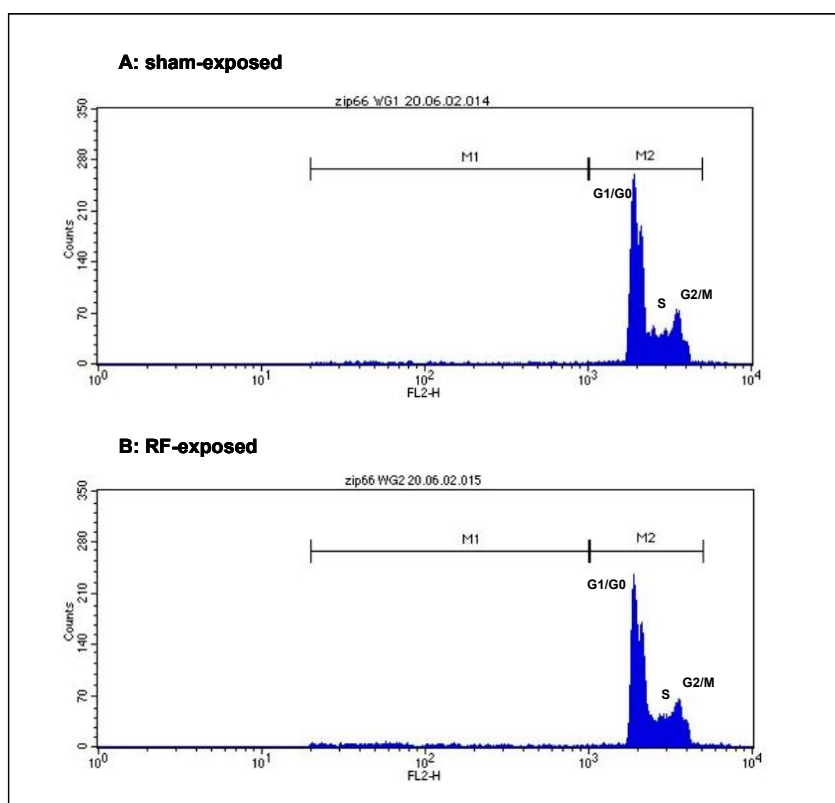 A: sham-exposed
zip66 WG1 20.06.02.014
350
280
210
140
70
0
Counts
M1
M2
G1/G0
S
G2/M
10^0 10^1 10^2 10^3 10^4
FL2-H
B: RF-exposed
zip66 WG2 20.06.02.015
350
280
210
140
70
0
Counts
M1
M2
G1/G0
S
G2/M
10^0 10^1 10^2 10^3 10^4
FL2-H